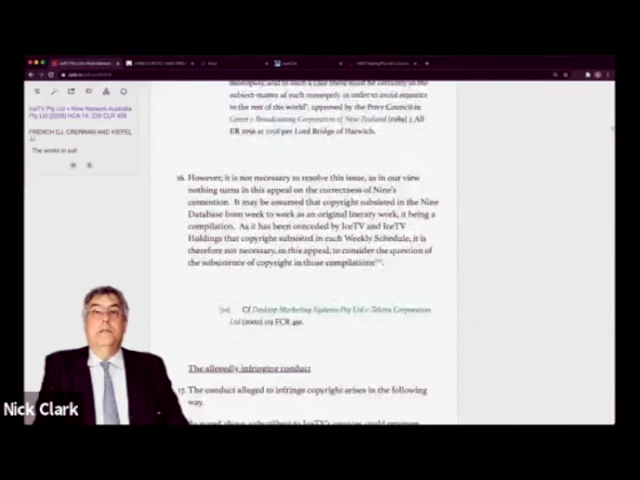 IceTV Pty Ltd v Nine Network Australia
Pty Ltd [2009] HCA 14; 239 CLR 458
FRENCH CJ, CRENNAN AND KIEFEL
JJ
The works in suit
monopoly, and in such a case there must be certainty in the
subject-matter of such monopoly in order to avoid injustice
to the rest of the world": approved by the Privy Council in
Green v Broadcasting Corporation of New Zealand [1989] 2 All
ER 1056 at 1058 per Lord Bridge of Harwich.
16. However, it is not necessary to resolve this issue, as in our view
nothing turns in this appeal on the correctness of Nine's
contention. It may be assumed that copyright subsisted in the Nine
Database from week to week as an original literary work, it being a
compilation. As it has been conceded by IceTV and IceTV
Holdings that copyright subsisted in each Weekly Schedule, it is
therefore not necessary, in this appeal, to consider the question of
the subsistence of copyright in those compilations
Cf Desktop Marketing Systems Pty Ltd v Telstra Corporation
Ltd (2002) 119 FCR 491.
The allegedly infringing conduct
17. The conduct alleged to infringe copyright arises in the following
way.
Nick Clark